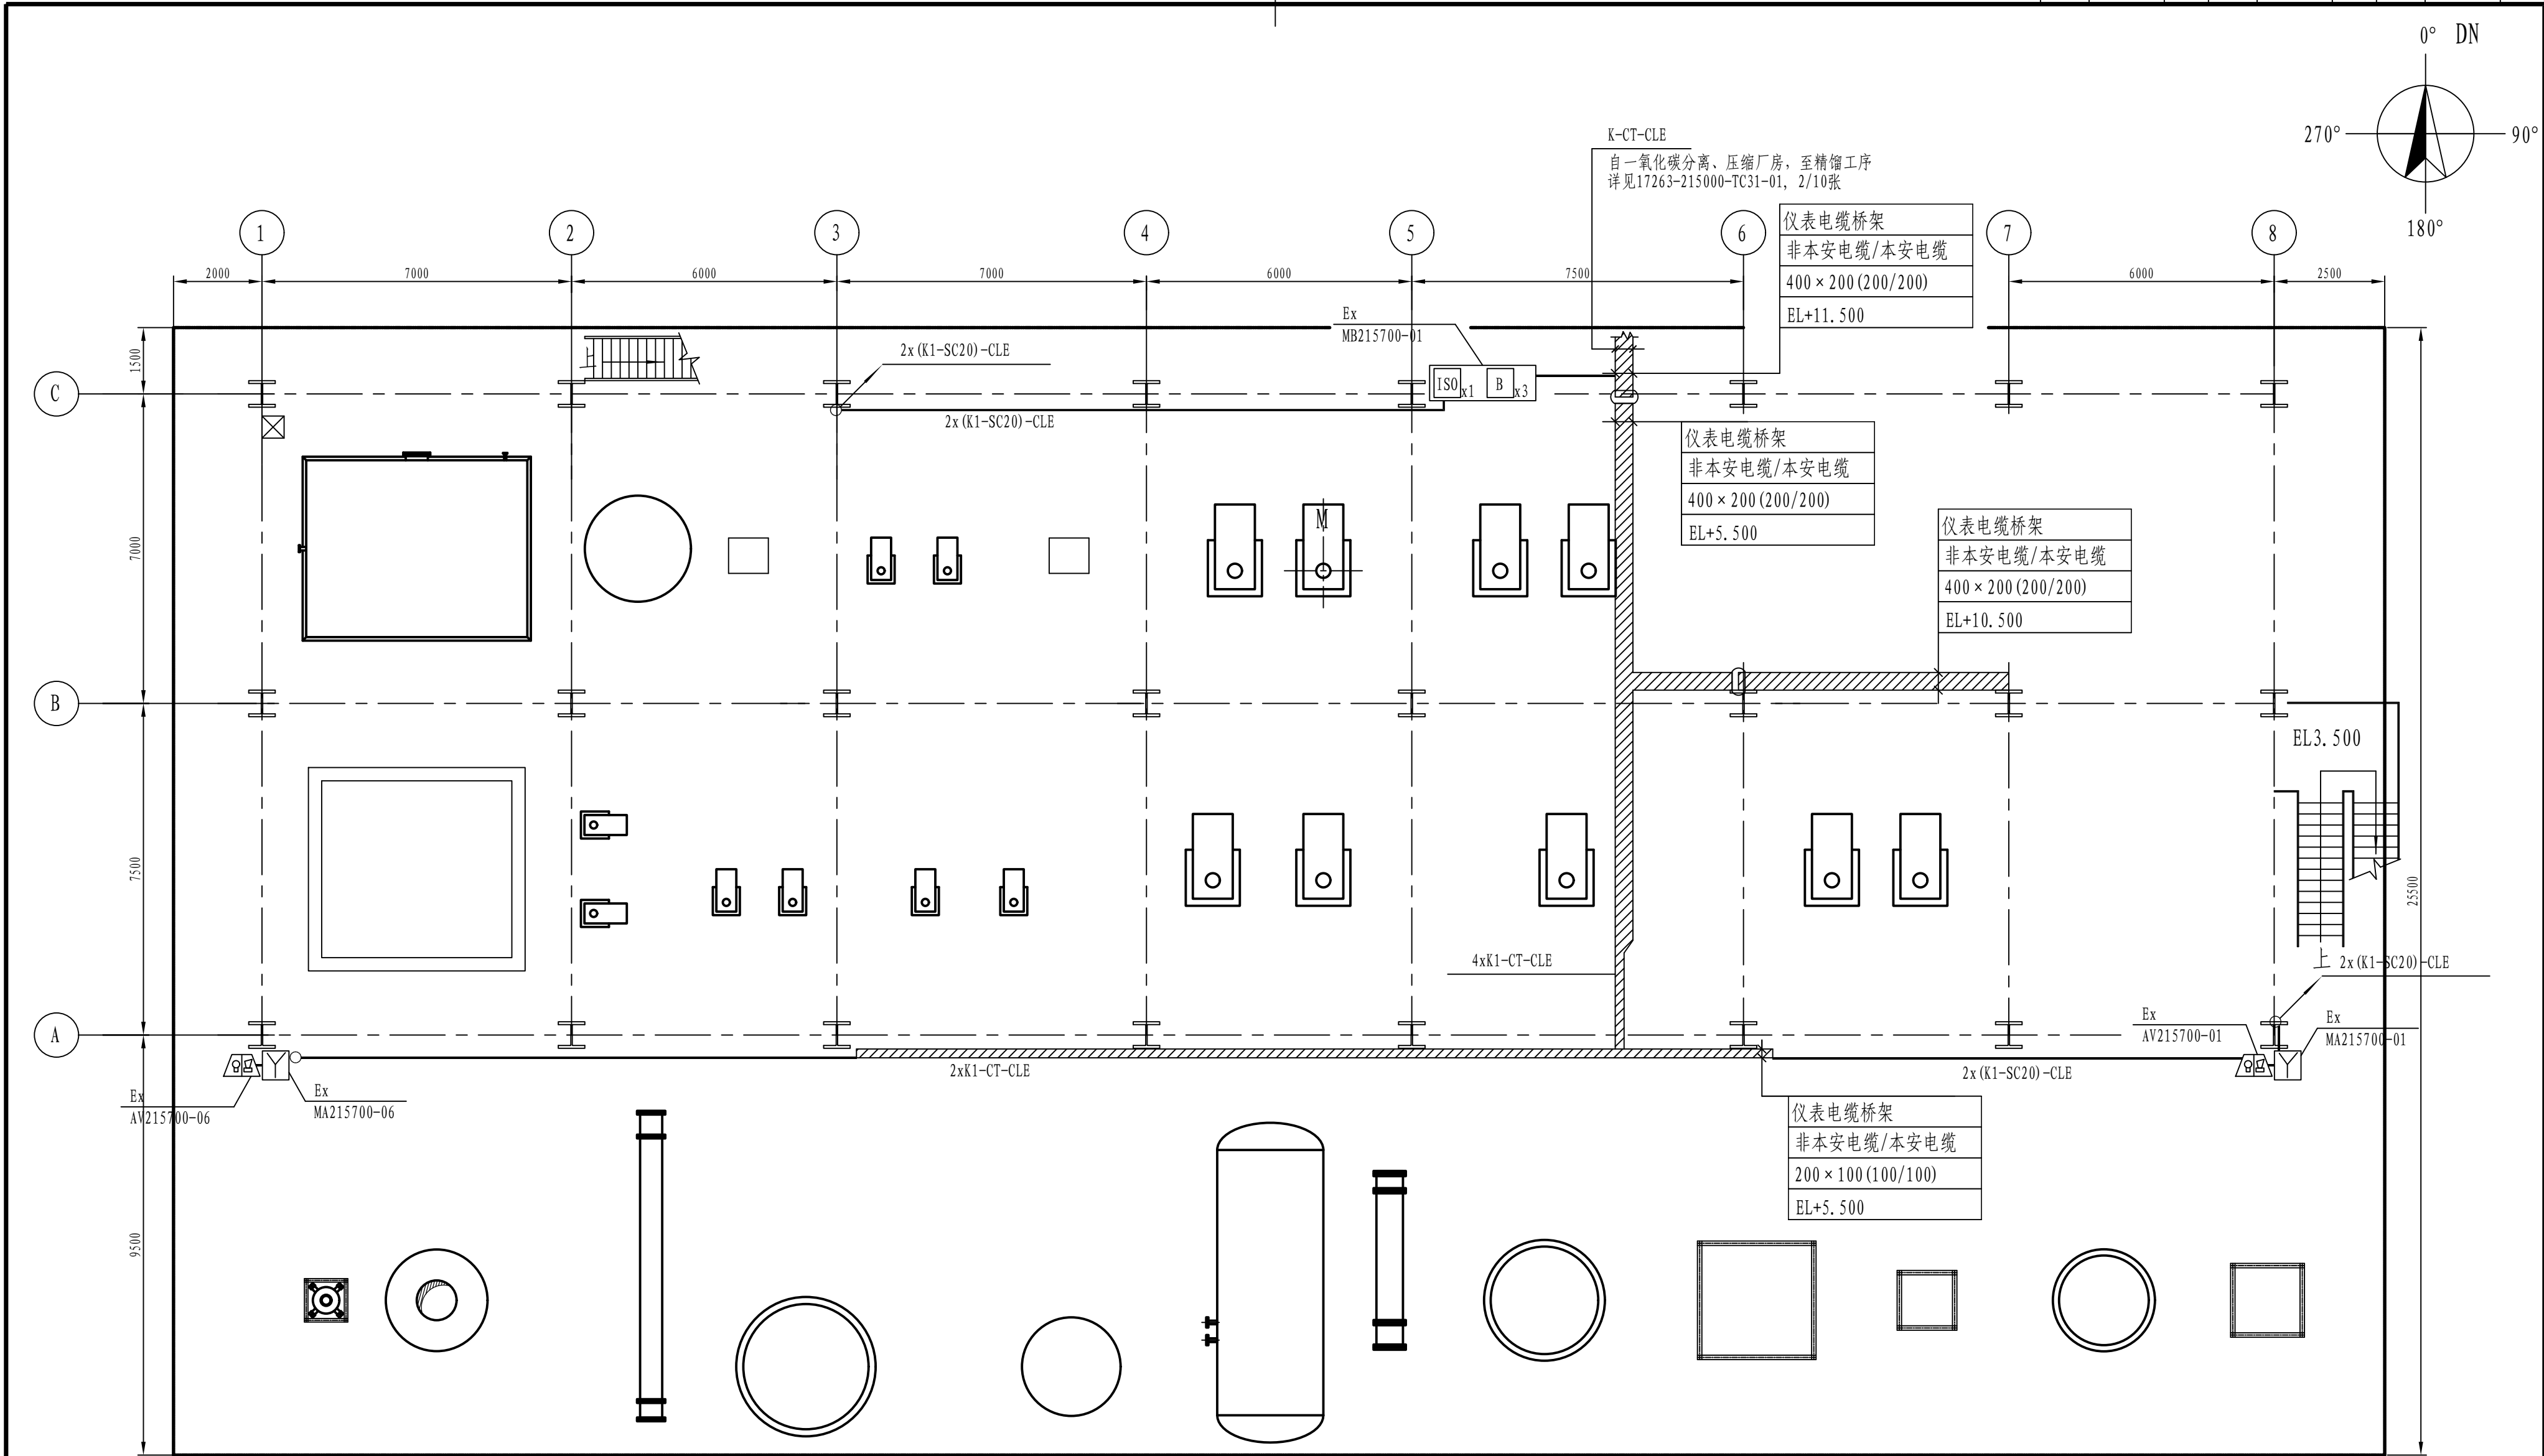 0° DN
270°
90°
180°
K-CT-CLE
自一氧化碳分离、压缩厂房，至精馏工序
详见17263-215000-TC31-01, 2/10张
1
2
3
4
5
6
7
8
2000
7000
6000
7000
6000
7500
6000
2500
仪表电缆桥架
非本安电缆/本安电缆
400×200(200/200)
EL+11.500
Ex
MB215700-01
ISO x1
B x3
1500
上
2x(K1-SC20)-CLE
2x(K1-SC20)-CLE
C
仪表电缆桥架
非本安电缆/本安电缆
400×200(200/200)
EL+5.500
仪表电缆桥架
非本安电缆/本安电缆
400×200(200/200)
EL+10.500
M
7000
B
EL3.500
7500
25500
4xK1-CT-CLE
上 2x(K1-SC20)-CLE
A
Ex
AV215700-01
Ex
MA215700-01
2xK1-CT-CLE
2x(K1-SC20)-CLE
Ex
AV215700-06
Ex
MA215700-06
仪表电缆桥架
非本安电缆/本安电缆
200×100(100/100)
EL+5.500
9500